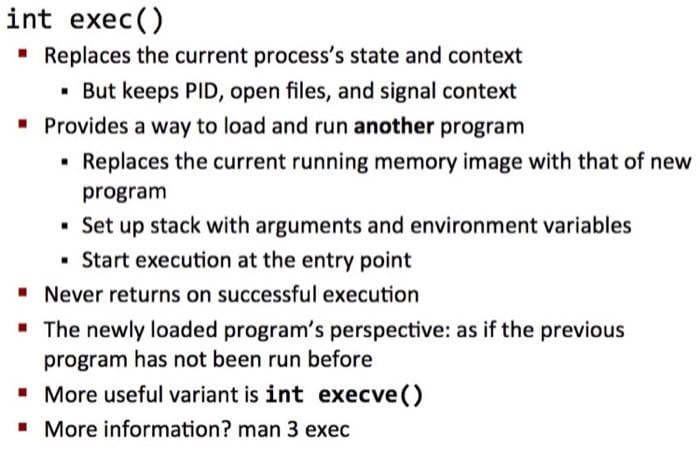 int exec()
▪ Replaces the current process's state and context
▪ But keeps PID, open files, and signal context
▪ Provides a way to load and run another program
▪ Replaces the current running memory image with that of new
program
▪ Set up stack with arguments and environment variables
▪ Start execution at the entry point
▪ Never returns on successful execution
▪ The newly loaded program's perspective: as if the previous
program has not been run before
▪ More useful variant is int execve()
▪ More information? man 3 exec